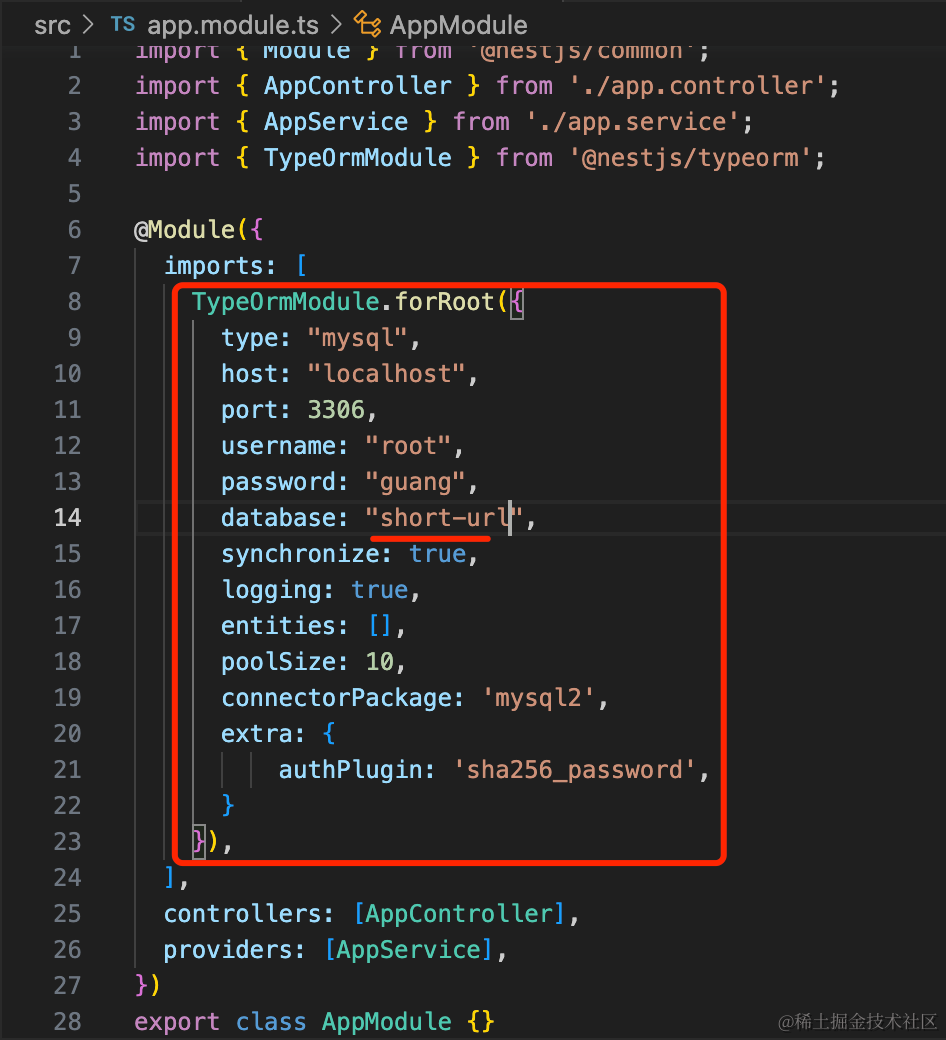 src > TS app.module.ts > AppModule
1 import { Module } from '@nestjs/common';
2 import { AppController } from './app.controller';
3 import { AppService } from './app.service';
4 import { TypeOrmModule } from '@nestjs/typeorm';
5
6 @Module({
7 imports: [
8 TypeOrmModule.forRoot({
9 type: "mysql",
10 host: "localhost",
11 port: 3306,
12 username: "root",
13 password: "guang",
14 database: "short-url",
15 synchronize: true,
16 logging: true,
17 entities: [],
18 poolSize: 10,
19 connectorPackage: 'mysql2',
20 extra: {
21 authPlugin: 'sha256_password',
22 }
23 }),
24 ],
25 controllers: [AppController],
26 providers: [AppService],
27 })
28 export class AppModule {}
@稀土掘金技术社区